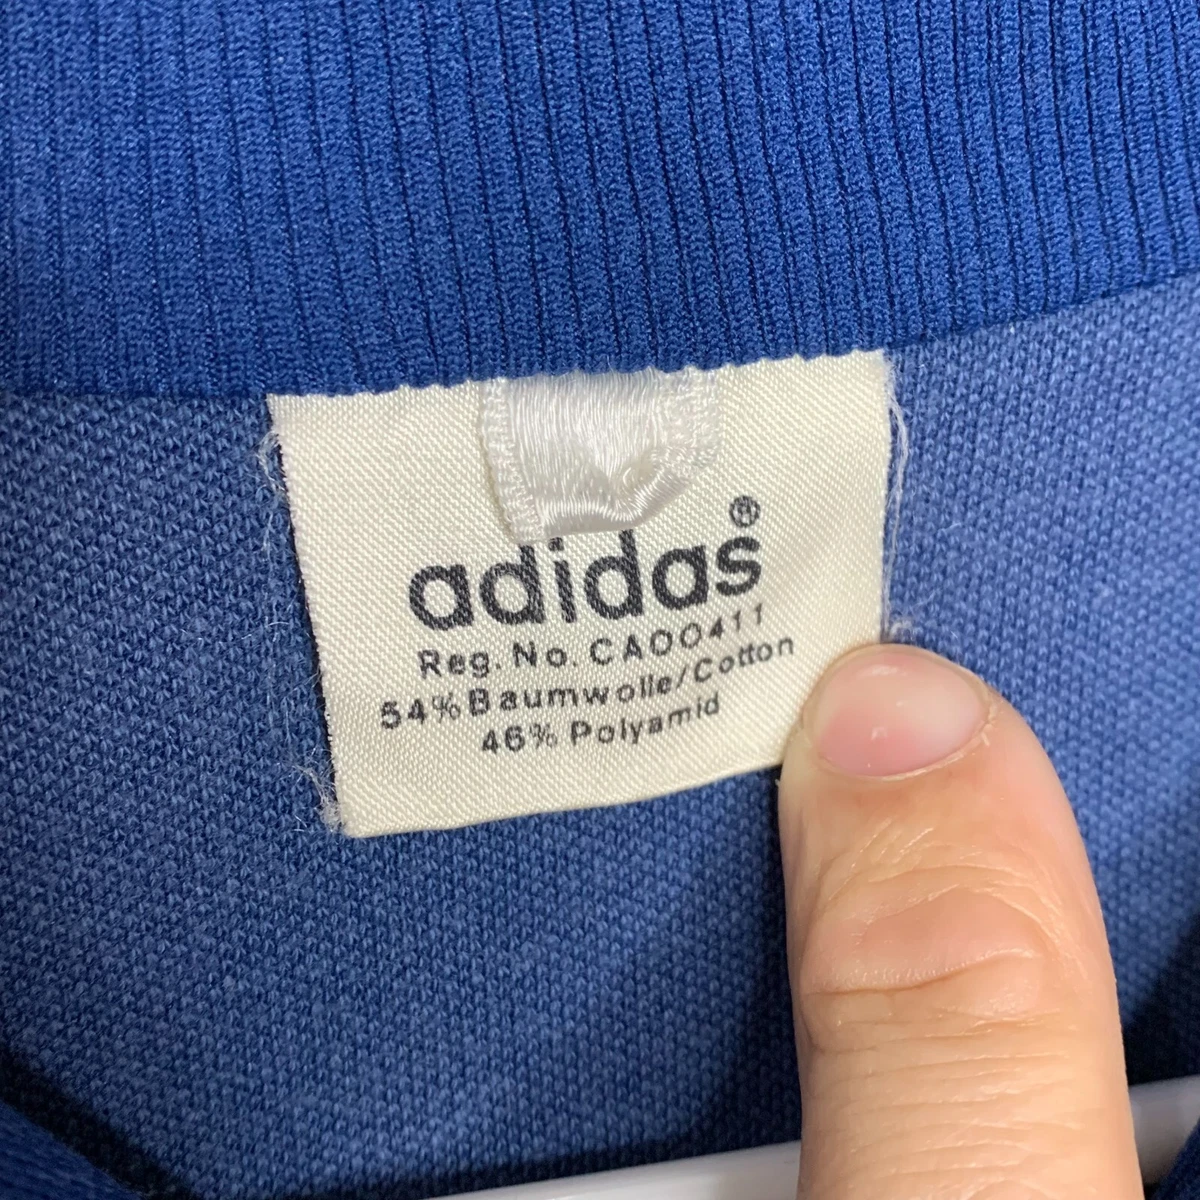 adidas®
Reg. No. CA00411
54% Baumwolle/Cotton
46% Polyamid